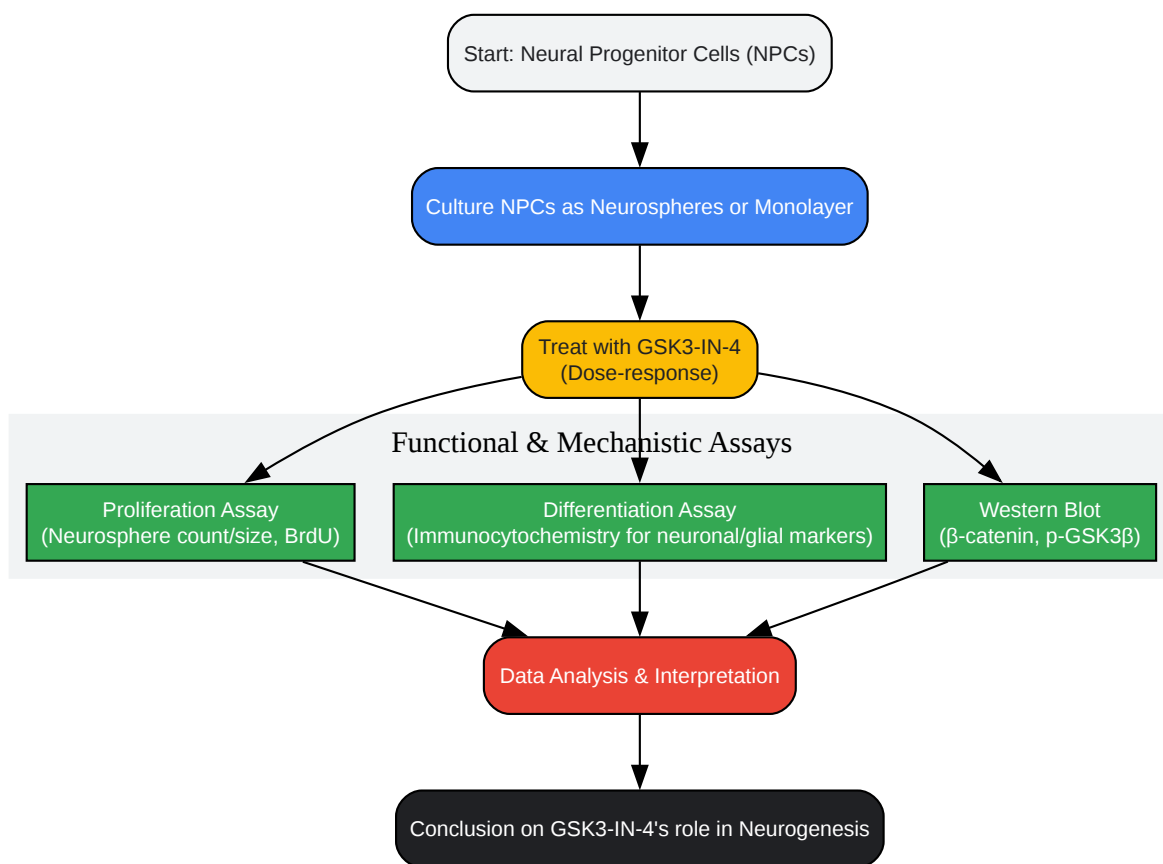 Start: Neural Progenitor Cells (NPCs)
Culture NPCs as Neurospheres or Monolayer
Treat with GSK3-IN-4
(Dose-response)
Functional & Mechanistic Assays
Proliferation Assay
(Neurosphere count/size, BrdU)
Differentiation Assay
(Immunocytochemistry for neuronal/glial markers)
Western Blot
(β-catenin, p-GSK3β)
Data Analysis & Interpretation
Conclusion on GSK3-IN-4's role in Neurogenesis